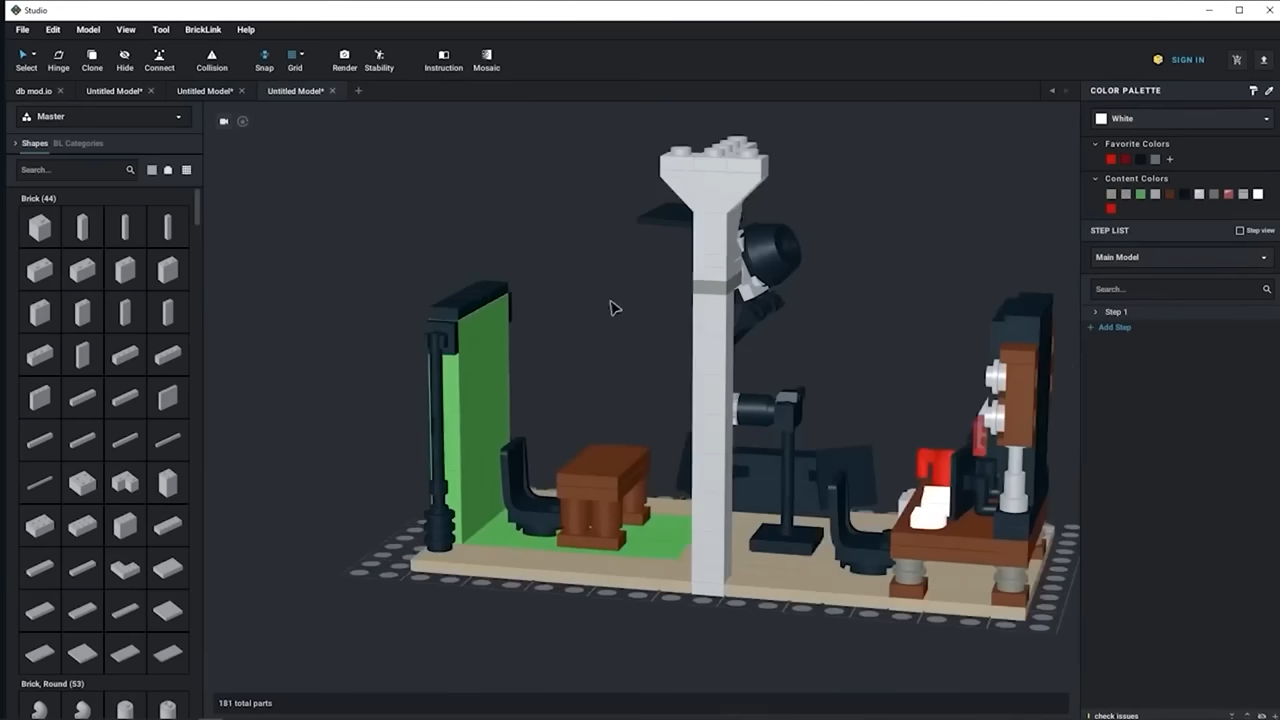 Studio
File Edit Model View Tool BrickLink Help
Select Hinge Clone Hide Connect Collision Snap Grid Render Stability Instruction Mosaic
SIGN IN
db mod.io Untitled Model* Untitled Model* Untitled Model*
COLOR PALETTE
Master
White
Shapes BL Categories
Favorite Colors
Search...
Content Colors
Brick (44)
STEP LIST
Step view
Main Model
Search...
Step 1
+ Add Step
Brick, Round (53)
181 total parts
check issues